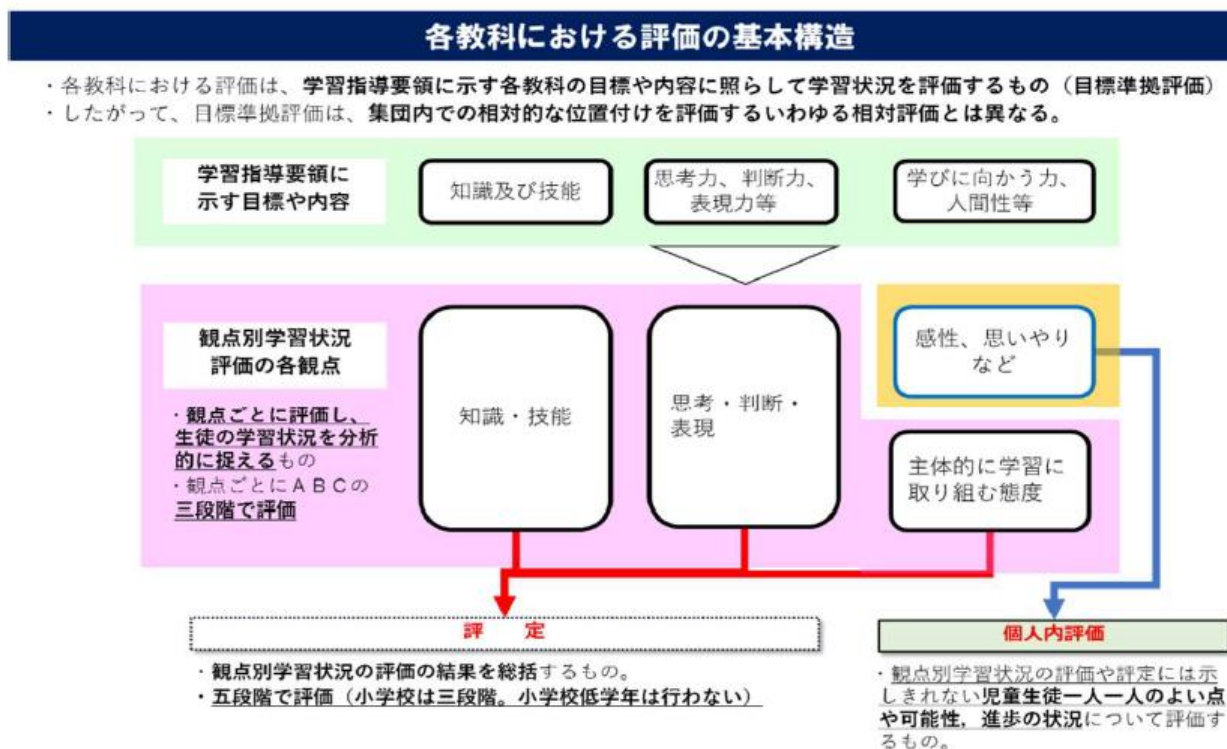 各教科における評価の基本構造
・各教科における評価は、学習指導要領に示す各教科の目標や内容に照らして学習状況を評価するもの（目標準拠評価）
・したがって、目標準拠評価は、集団内での相対的な位置付けを評価するいわゆる相対評価とは異なる。
学習指導要領に
示す目標や内容
知識及び技能
思考力、判断力、
表現力等
学びに向かう力、
人間性等
観点別学習状況
評価の各観点
・観点ごとに評価し、
生徒の学習状況を分析
的に捉えるもの
・観点ごとにＡＢＣの
三段階で評価
知識・技能
思考・判断・
表現
感性、思いやり
など
主体的に学習に
取り組む態度
評　定
・観点別学習状況の評価の結果を総括するもの。
・五段階で評価（小学校は三段階。小学校低学年は行わない）
個人内評価
・観点別学習状況の評価や評定には示
しきれない児童生徒一人一人のよい点
や可能性，進歩の状況について評価す
るもの。